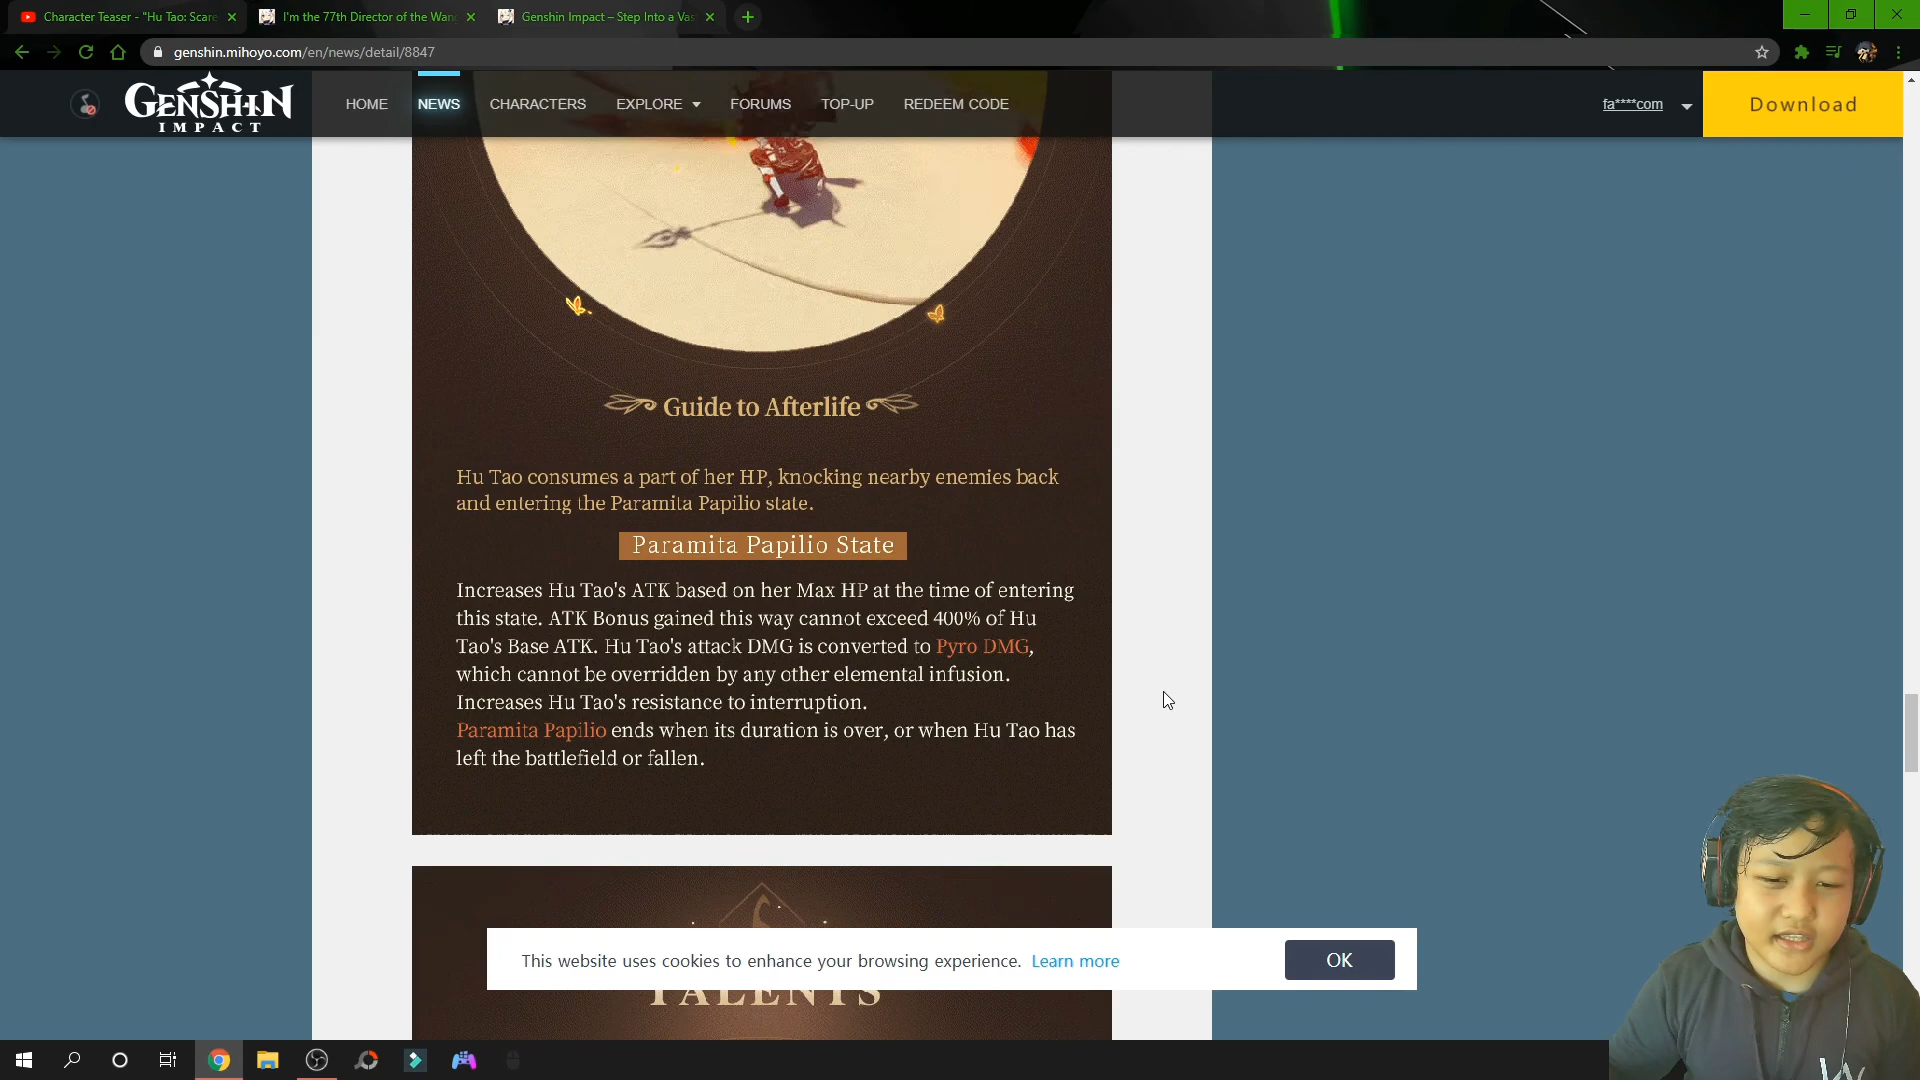 Character Teaser - "Hu Tao: Scare
I'm the 77th Director of the Wang
Genshin Impact – Step Into a Vas
genshin.mihoyo.com/en/news/detail/8847
GENSHIN
IMPACT
HOME
NEWS
CHARACTERS
EXPLORE
FORUMS
TOP-UP
REDEEM CODE
fa****com
Download
Guide to Afterlife
Hu Tao consumes a part of her HP, knocking nearby enemies back
and entering the Paramita Papilio state.
Paramita Papilio State
Increases Hu Tao's ATK based on her Max HP at the time of entering
this state. ATK Bonus gained this way cannot exceed 400% of Hu
Tao's Base ATK. Hu Tao's attack DMG is converted to Pyro DMG,
which cannot be overridden by any other elemental infusion.
Increases Hu Tao's resistance to interruption.
Paramita Papilio ends when its duration is over, or when Hu Tao has
left the battlefield or fallen.
This website uses cookies to enhance your browsing experience. Learn more
OK
TALENTS